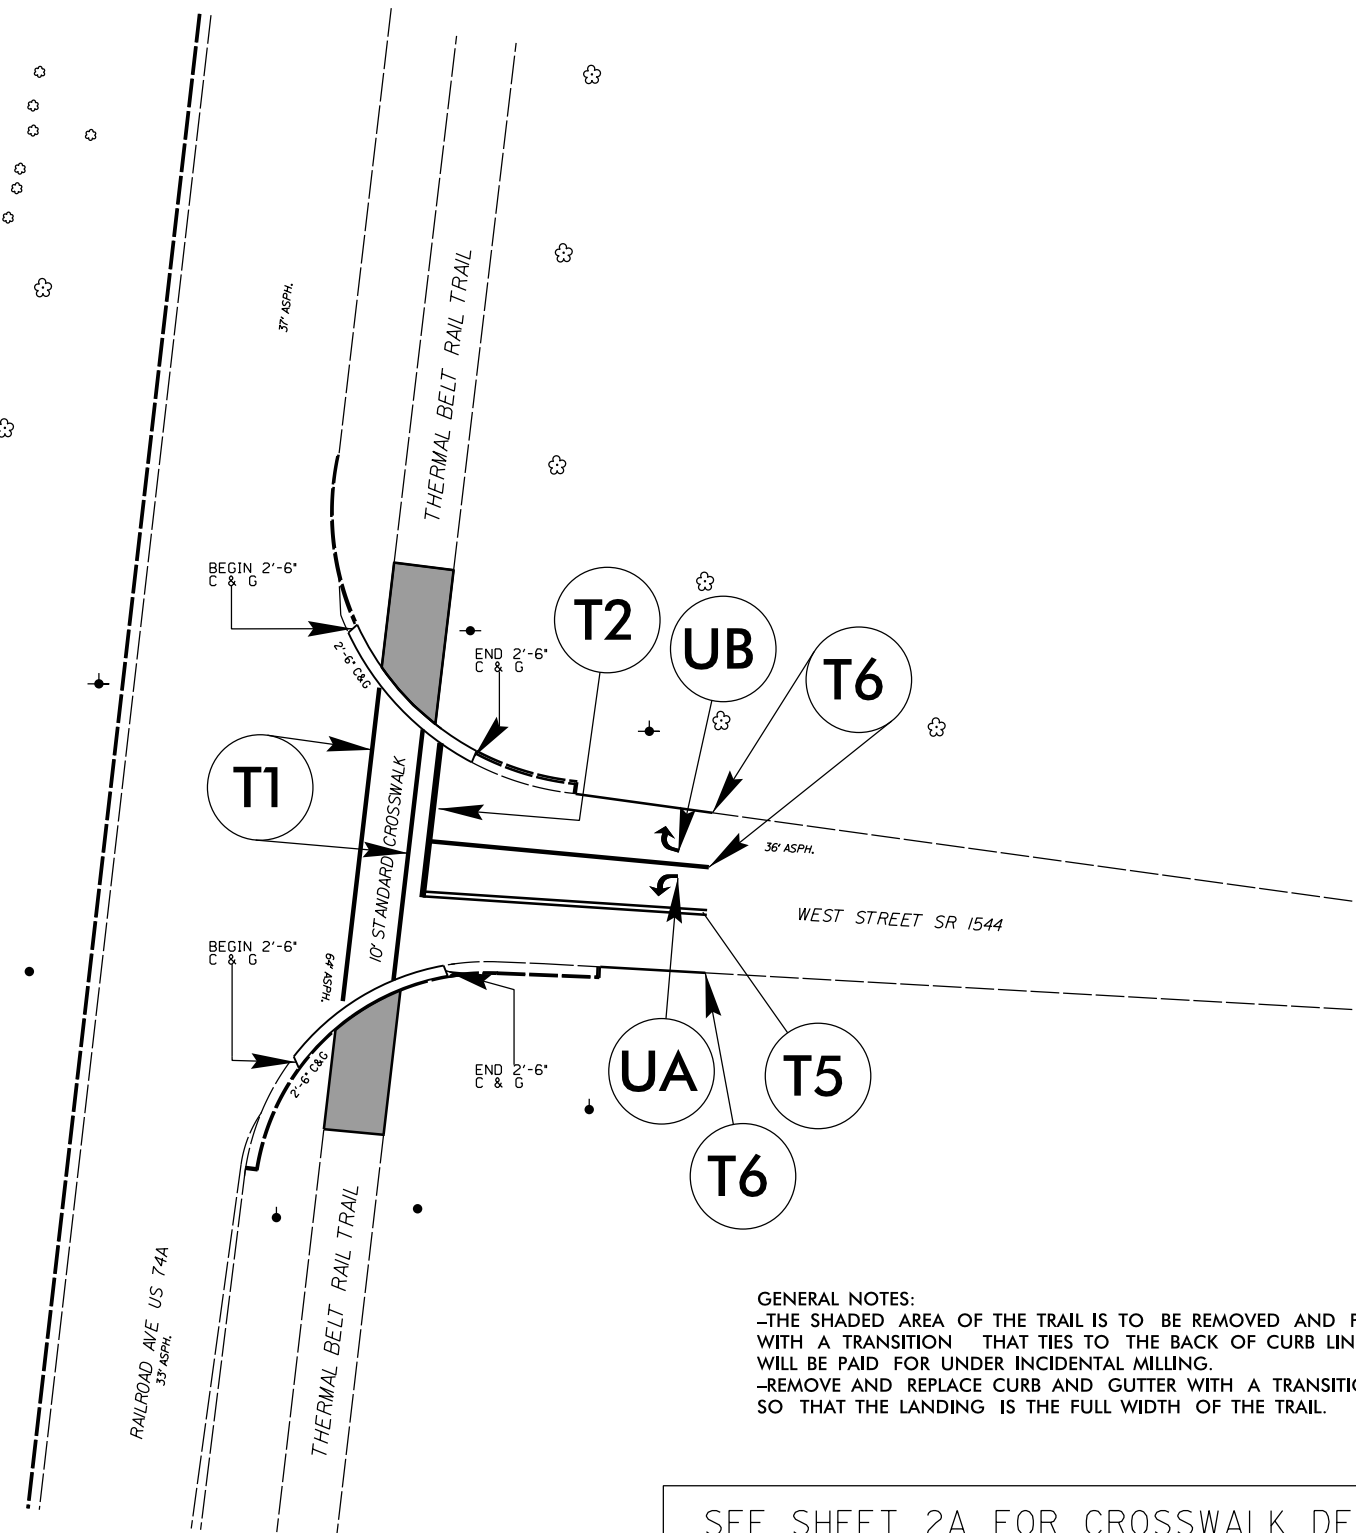 37' ASPH.
THERMAL BELT RAIL TRAIL
BEGIN 2'-6"
C & G
2'-6" C&G
END 2'-6"
C & G
T2
UB
T6
T1
10' STANDARD CROSSWALK
36' ASPH.
WEST STREET SR 1544
BEGIN 2'-6"
C & G
64' ASPH.
2'-6" C&G
END 2'-6"
C & G
UA
T5
T6
THERMAL BELT RAIL TRAIL
RAILROAD AVE US 74A
33' ASPH.
GENERAL NOTES:
-THE SHADED AREA OF THE TRAIL IS TO BE REMOVED AND
WITH A TRANSITION THAT TIES TO THE BACK OF CURB LIN
WILL BE PAID FOR UNDER INCIDENTAL MILLING.
-REMOVE AND REPLACE CURB AND GUTTER WITH A TRANSITI
SO THAT THE LANDING IS THE FULL WIDTH OF THE TRAIL.
SEE SHEET 2A FOR CROSSWALK DE